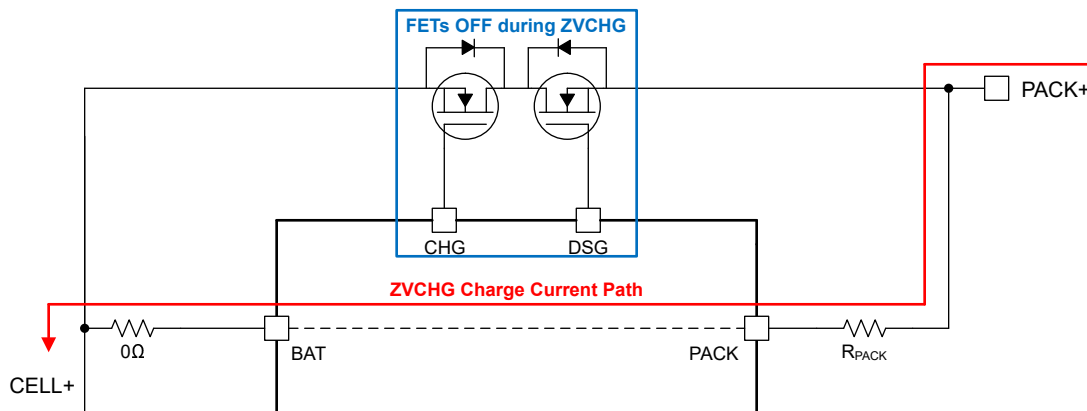 FETs OFF during ZVCHG
PACK+
CHG
DSG
ZVCHG Charge Current Path
0Ω
BAT
PACK
RPACK
CELL+